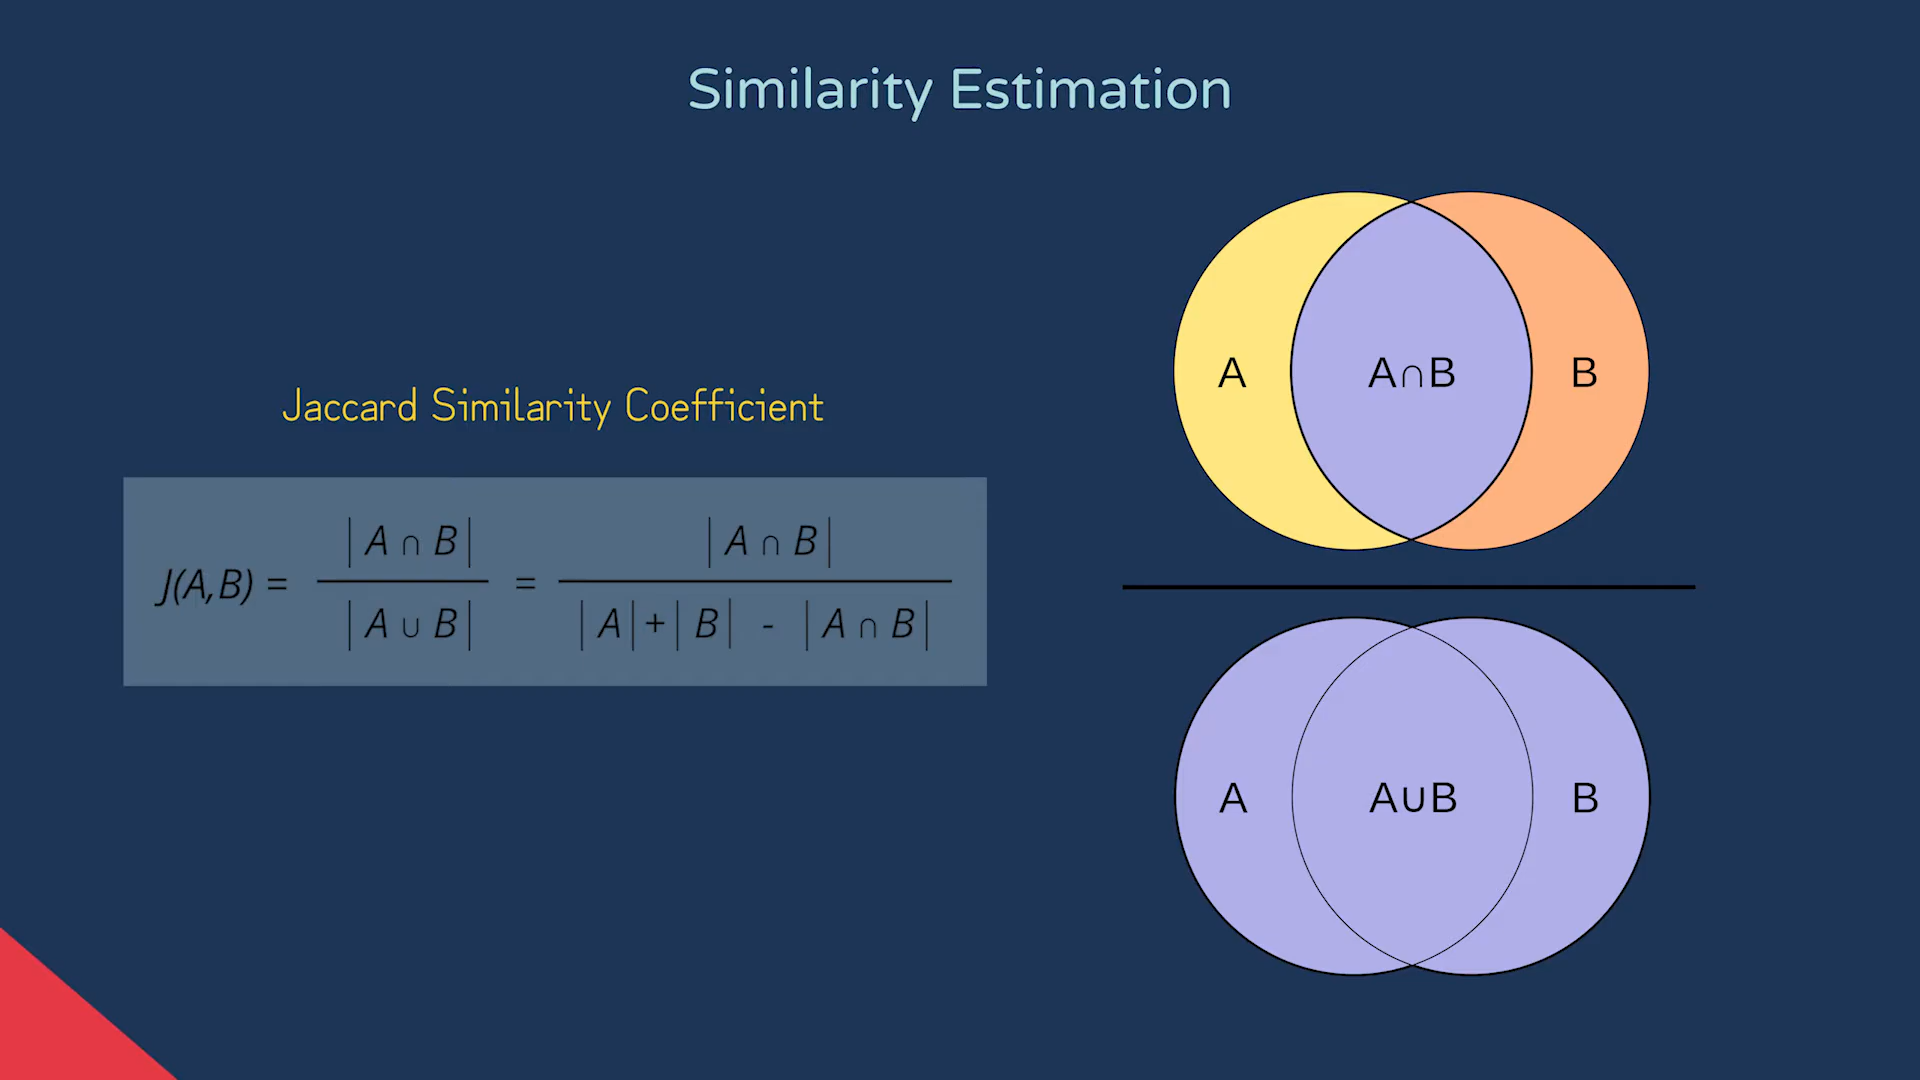 Similarity Estimation
Jaccard Similarity Coefficient
J(A,B) = |A ∩ B| / |A ∪ B| = |A ∩ B| / |A|+|B| - |A ∩ B|
A A∩B B
A A∪B B